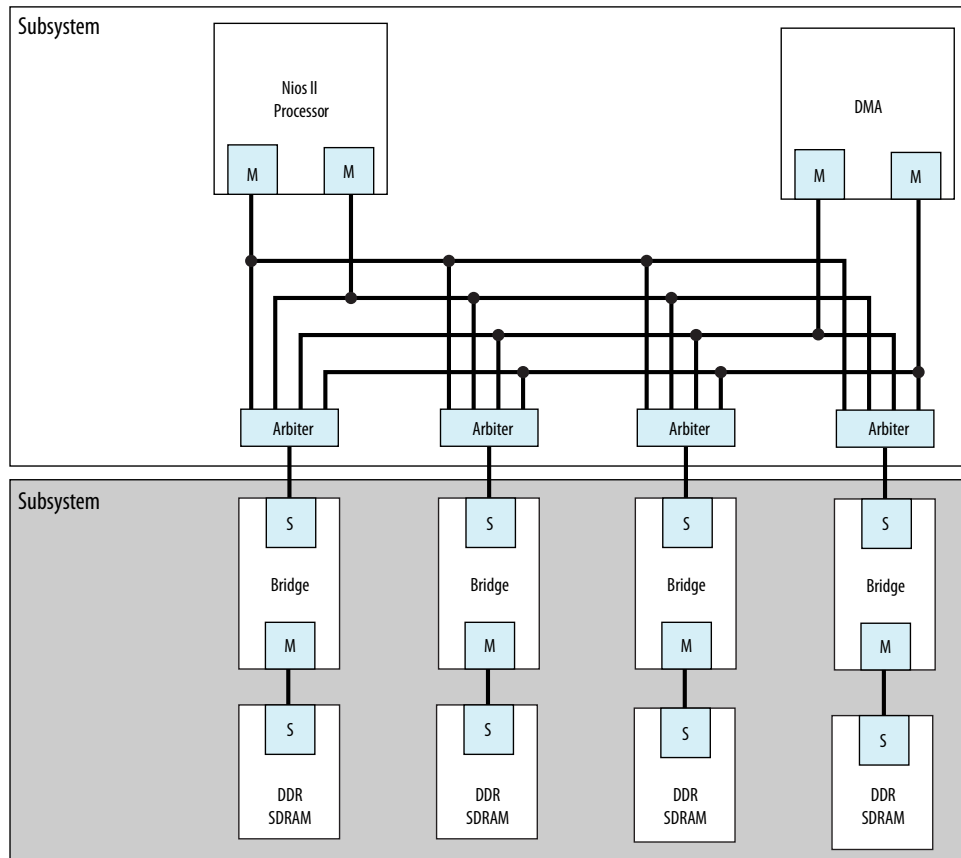 Subsystem
Nios II
Processor
DMA
M
M
M
M
Arbiter
Arbiter
Arbiter
Arbiter
Subsystem
S
S
S
S
Bridge
Bridge
Bridge
Bridge
M
M
M
M
S
S
S
S
DDR
SDRAM
DDR
SDRAM
DDR
SDRAM
DDR
SDRAM